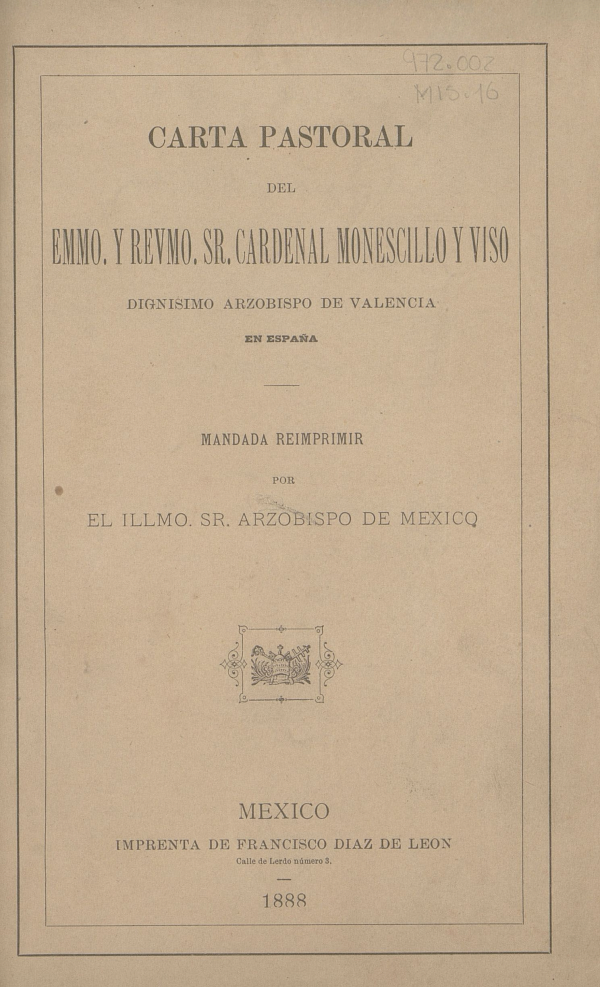 972.002
MIS.16
CARTA PASTORAL
DEL
EMMO. Y REVMO. SR. CARDENAL MONESCILLO Y VISO
DIGNISIMO ARZOBISPO DE VALENCIA
EN ESPAÑA
MANDADA REIMPRIMIR
POR
EL ILLMO. SR. ARZOBISPO DE MEXICO
MEXICO
IMPRENTA DE FRANCISCO DIAZ DE LEON
Calle de Lerdo número 3.
1888